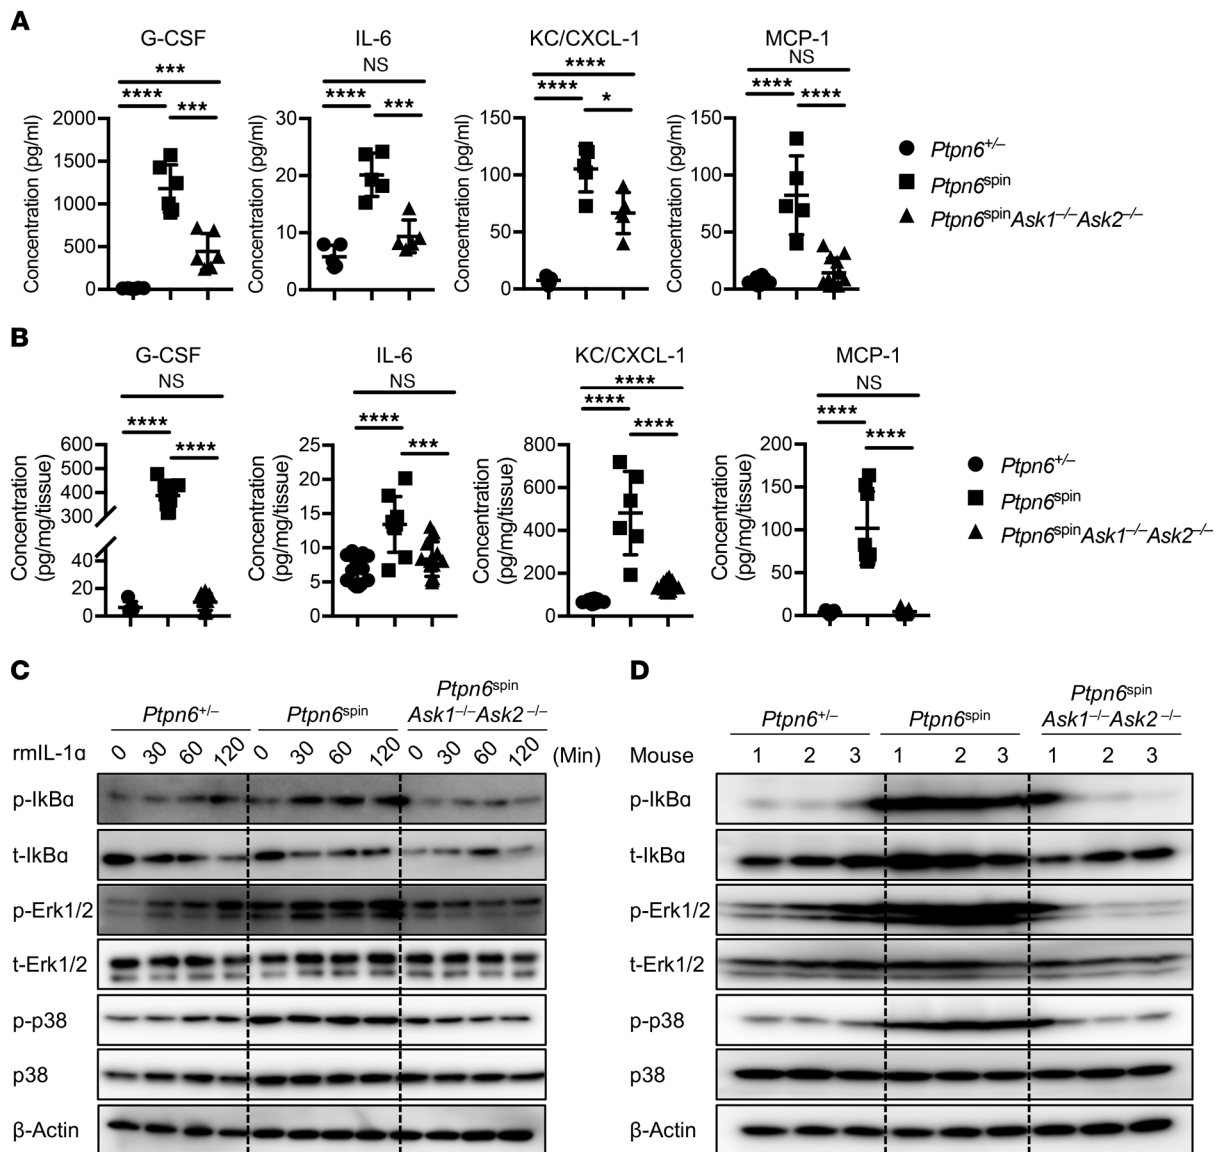 A
G-CSF
IL-6
KC/CXCL-1
MCP-1
***
NS
****
NS
**** ***
**** ***
**** *
**** ****
Concentration (pg/ml)
2000
1500
1000
500
0
Concentration (pg/ml)
30
20
10
0
Concentration (pg/ml)
150
100
50
0
Concentration (pg/ml)
150
100
50
0
Ptpn6+/–
Ptpn6spin
Ptpn6spinAsk1–/–Ask2–/–
B
G-CSF
IL-6
KC/CXCL-1
MCP-1
NS
NS
****
NS
**** ****
**** ***
**** ****
**** ****
Concentration
(pg/mg/tissue)
600
500
400
300
40
20
0
Concentration
(pg/mg/tissue)
25
20
15
10
5
0
Concentration
(pg/mg/tissue)
800
600
400
200
0
Concentration
(pg/mg/tissue)
200
150
100
50
0
Ptpn6+/–
Ptpn6spin
Ptpn6spinAsk1–/–Ask2–/–
C
Ptpn6+/–
Ptpn6spin
Ptpn6spin
Ask1–/–Ask2–/–
rmIL-1α 0 30 60 120 0 30 60 120 0 30 60 120 (Min)
p-IkBα
t-IkBα
p-Erk1/2
t-Erk1/2
p-p38
p38
β-Actin
D
Ptpn6+/–
Ptpn6spin
Ptpn6spin
Ask1–/–Ask2–/–
Mouse 1 2 3 1 2 3 1 2 3
p-IkBα
t-IkBα
p-Erk1/2
t-Erk1/2
p-p38
p38
β-Actin